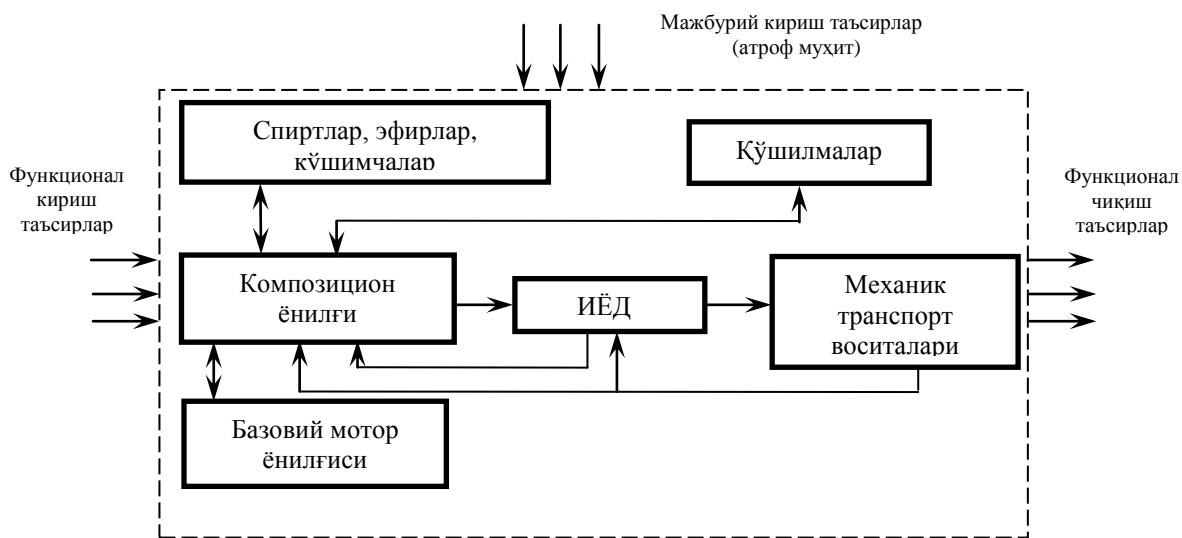 Мажбурий кириш таъсирлар
(атроф муҳит)
Спиртлар, эфирлар,
қўшимчалар
Қўшилмалар
Функционал
кириш
таъсирлар
Функционал
чиқиш
таъсирлар
Композицион
ёнилғи
ИЁД
Механик
транспорт
воситалари
Базовий мотор
ёнилғиси